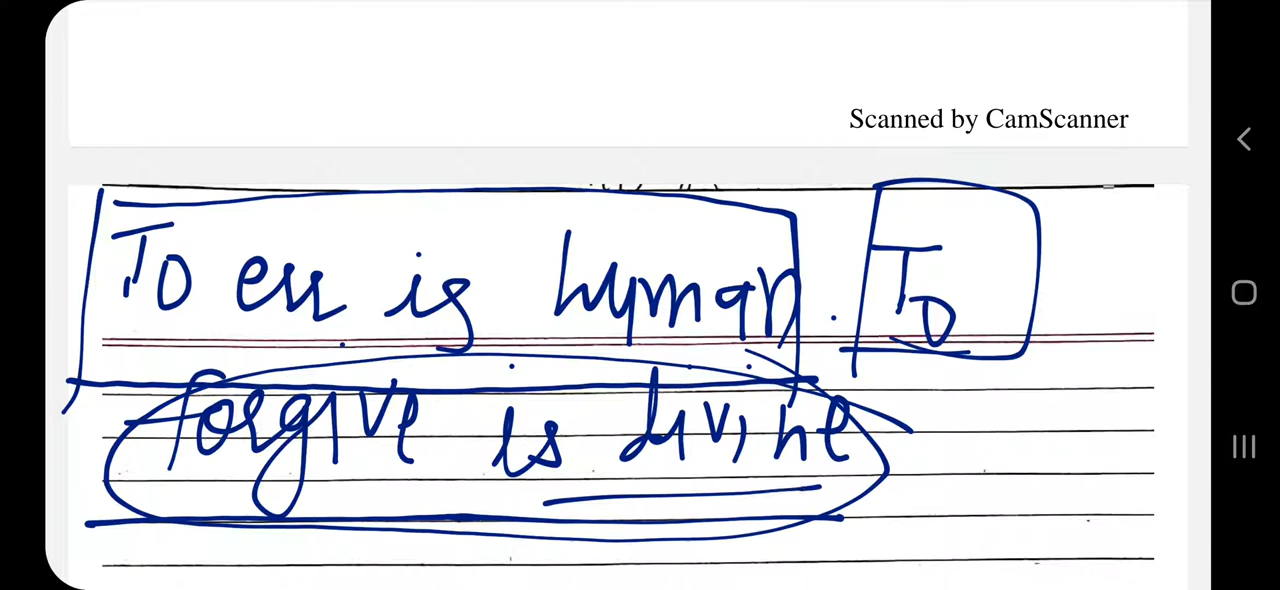 Scanned by CamScanner
To err is human. To
forgive is divine